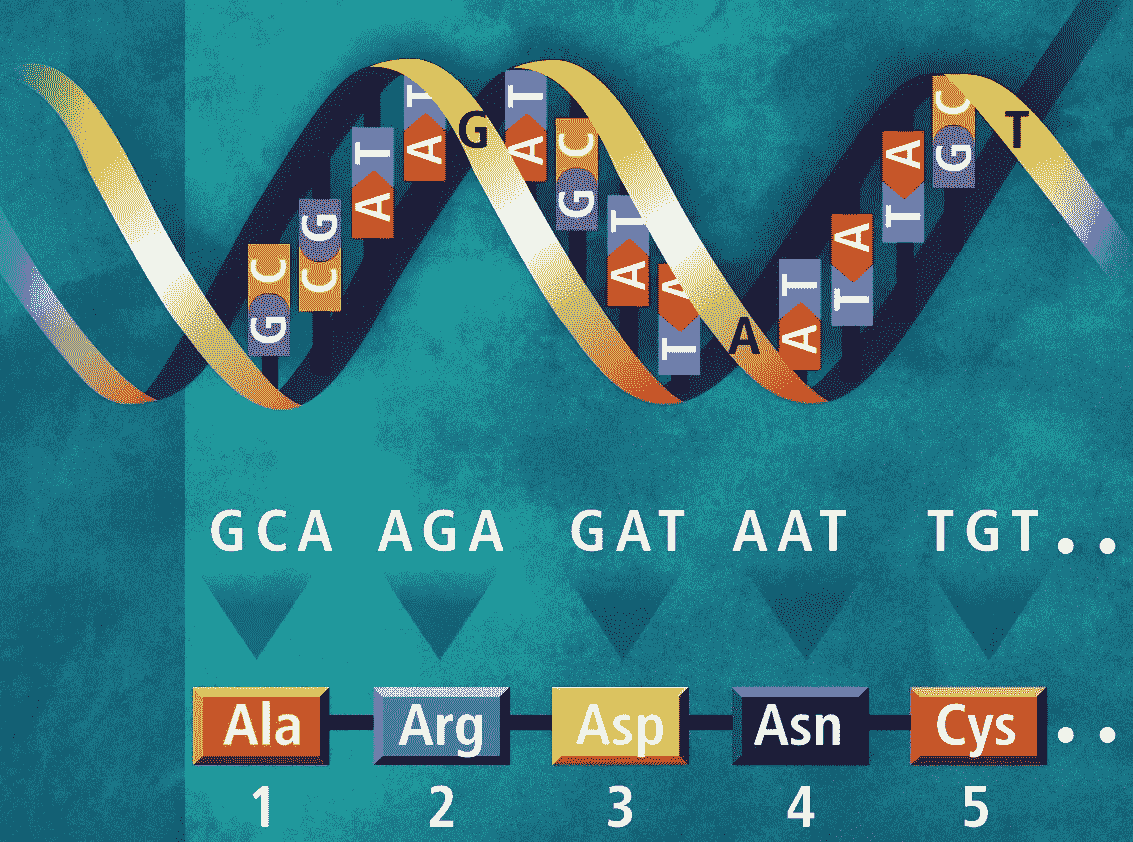 C G A T T A G T A C G T A T A A T A A T C G T
G C A A A T G T
GCA AGA GAT AAT TGT..
Ala Arg Asp Asn Cys..
1 2 3 4 5